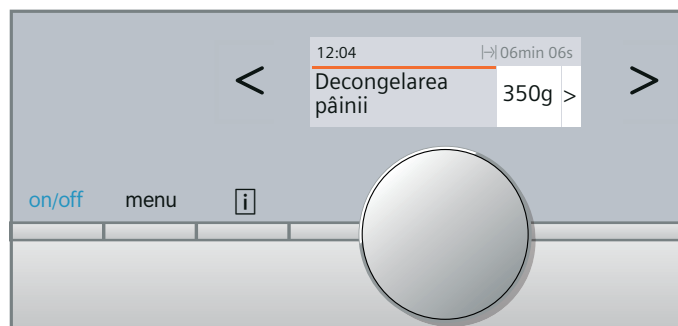 12:04 06min 06s
< Decongelarea
pâinii 350g > >
on/off menu i